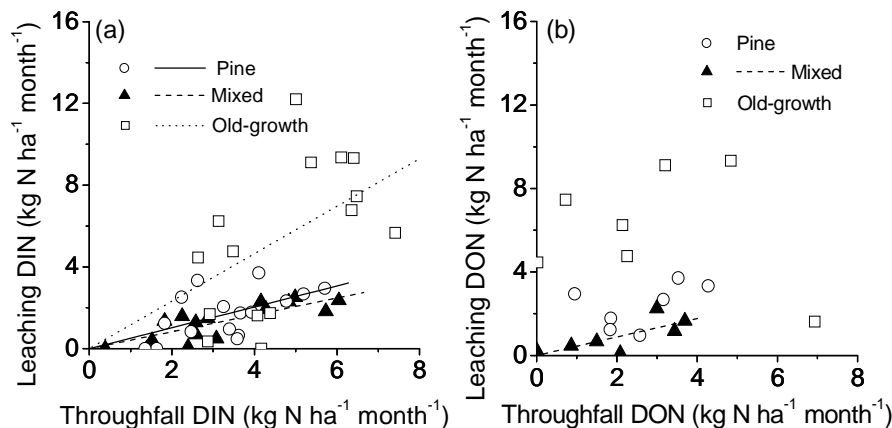 (a)
16
12
8
4
0
Pine
Mixed
Old-growth
0 2 4 6 8
Leaching DIN (kg N ha⁻¹ month⁻¹)
Throughfall DIN (kg N ha⁻¹ month⁻¹)
(b)
16
12
8
4
0
Pine
Mixed
Old-growth
0 2 4 6 8
Leaching DON (kg N ha⁻¹ month⁻¹)
Throughfall DON (kg N ha⁻¹ month⁻¹)